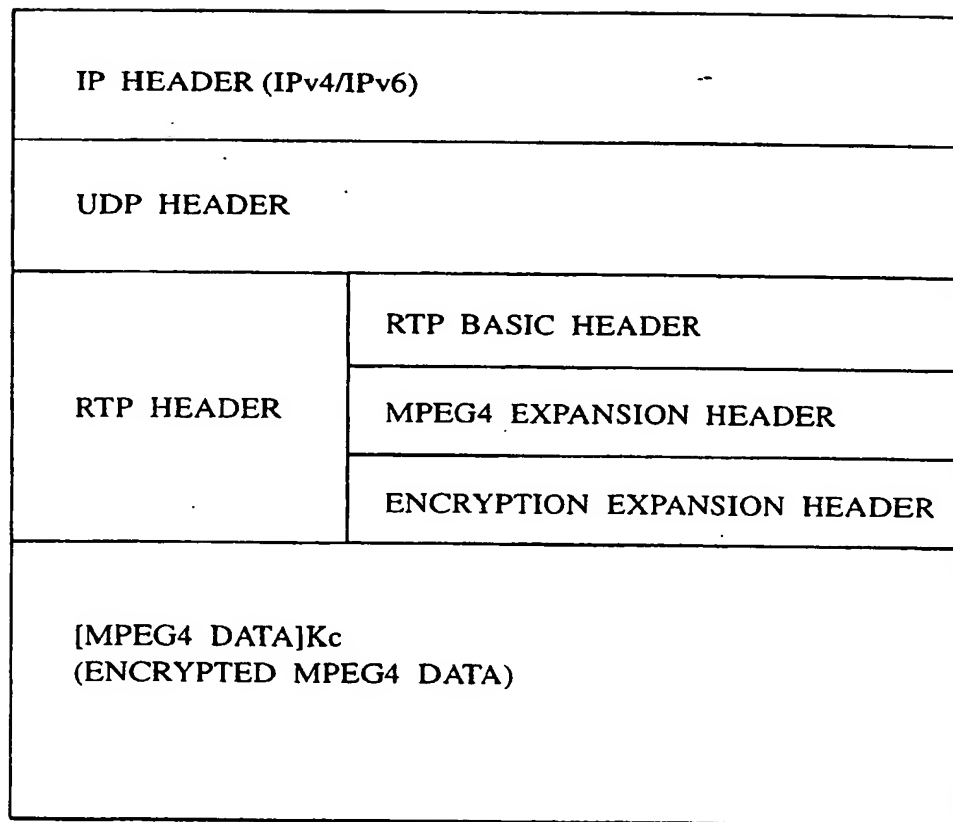 IP HEADER (IPv4/IPv6)
UDP HEADER
RTP HEADER
RTP BASIC HEADER
MPEG4 EXPANSION HEADER
ENCRYPTION EXPANSION HEADER
[MPEG4 DATA]Kc
(ENCRYPTED MPEG4 DATA)